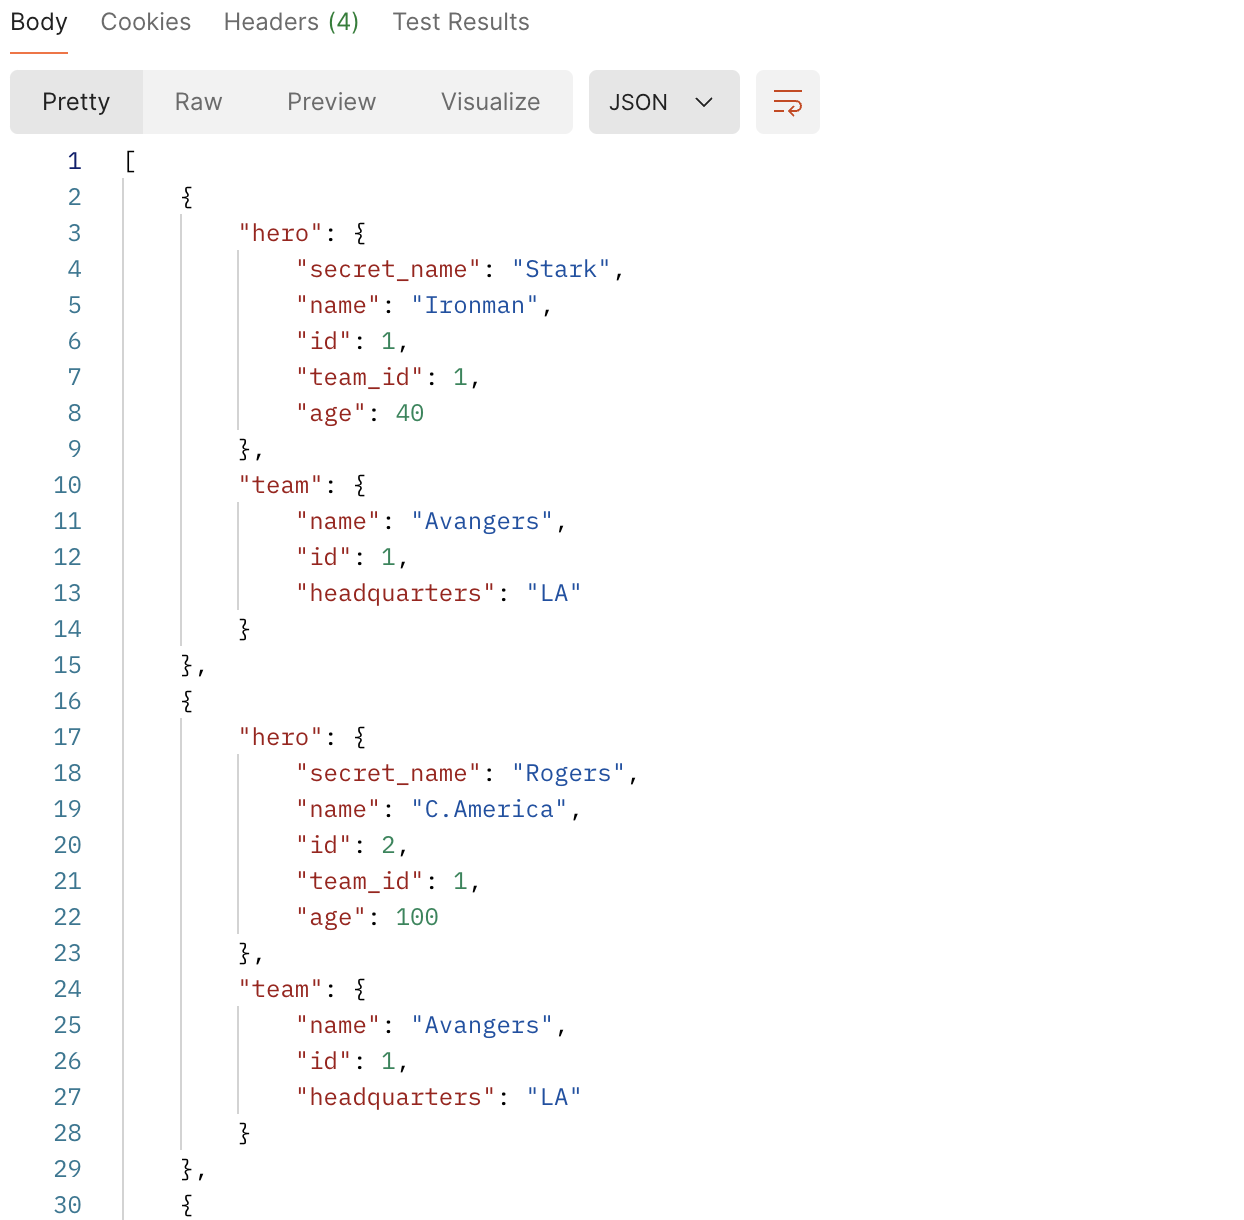 Body Cookies Headers (4) Test Results
Pretty Raw Preview Visualize JSON
1 [
2 {
3 "hero": {
4 "secret_name": "Stark",
5 "name": "Ironman",
6 "id": 1,
7 "team_id": 1,
8 "age": 40
9 },
10 "team": {
11 "name": "Avangers",
12 "id": 1,
13 "headquarters": "LA"
14 }
15 },
16 {
17 "hero": {
18 "secret_name": "Rogers",
19 "name": "C.America",
20 "id": 2,
21 "team_id": 1,
22 "age": 100
23 },
24 "team": {
25 "name": "Avangers",
26 "id": 1,
27 "headquarters": "LA"
28 }
29 },
30 {